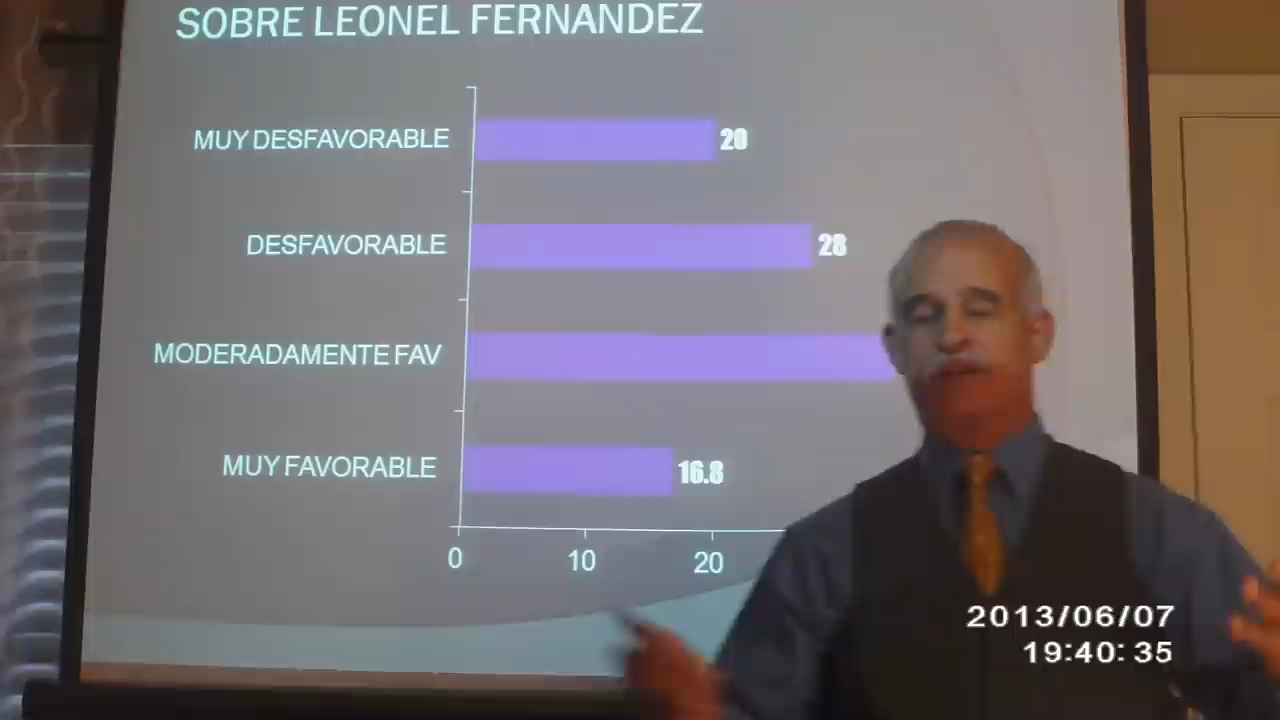 SOBRE LEONEL FERNANDEZ
MUY DESFAVORABLE 20
DESFAVORABLE 28
MODERADAMENTE FAV
MUY FAVORABLE 16.8
0 10 20
2013/06/07
19:40:35